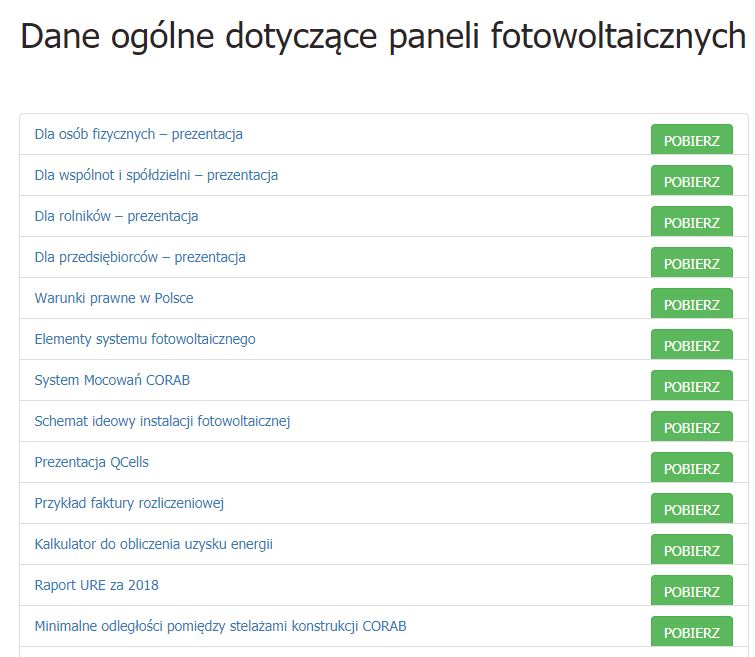 Dane ogólne dotyczące paneli fotowoltaicznych
Dla osób fizycznych – prezentacja POBIERZ
Dla wspólnot i spółdzielni – prezentacja POBIERZ
Dla rolników – prezentacja POBIERZ
Dla przedsiębiorców – prezentacja POBIERZ
Warunki prawne w Polsce POBIERZ
Elementy systemu fotowoltaicznego POBIERZ
System Mocowań CORAB POBIERZ
Schemat ideowy instalacji fotowoltaicznej POBIERZ
Prezentacja QCells POBIERZ
Przykład faktury rozliczeniowej POBIERZ
Kalkulator do obliczenia uzysku energii POBIERZ
Raport URE za 2018 POBIERZ
Minimalne odległości pomiędzy stelażami konstrukcji CORAB POBIERZ